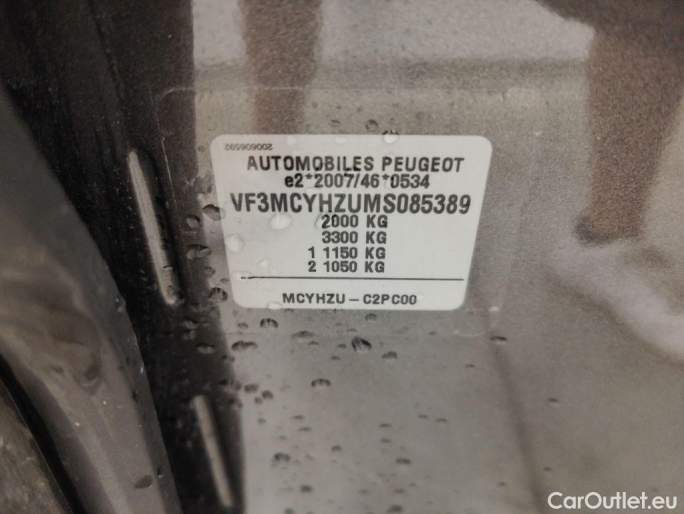 200606592
AUTOMOBILES PEUGEOT
e2*2007/46*0534
VF3MCYHZUMS085389
2000 KG
3300 KG
1 1150 KG
2 1050 KG
MCYHZU - C2PC00
CarOutlet.eu